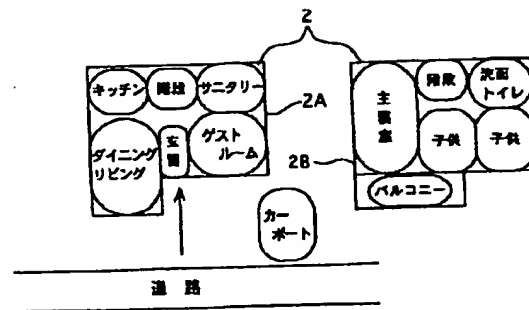 2
キッチン
階段
サニタリー
2A
ダイニング
リビング
玄関
ゲスト
ルーム
主寝室
階段
洗面
トイレ
子供
子供
2B
バルコニー
カー
ポート
道路